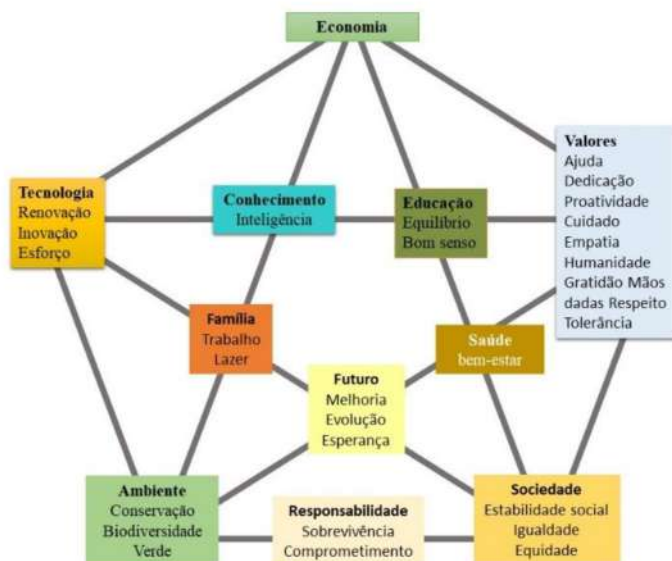 Economia
Valores
Ajuda
Dedicação
Proatividade
Cuidado
Empatia
Humanidade
Gratidão Mãos
dadas Respeito
Tolerância
Tecnologia
Renovação
Inovação
Esforço
Conhecimento
Inteligência
Educação
Equilíbrio
Bom senso
Família
Trabalho
Lazer
Saúde
bem-estar
Futuro
Melhoria
Evolução
Esperança
Ambiente
Conservação
Biodiversidade
Verde
Responsabilidade
Sobrevivência
Comprometimento
Sociedade
Estabilidade social
Igualdade
Equidade